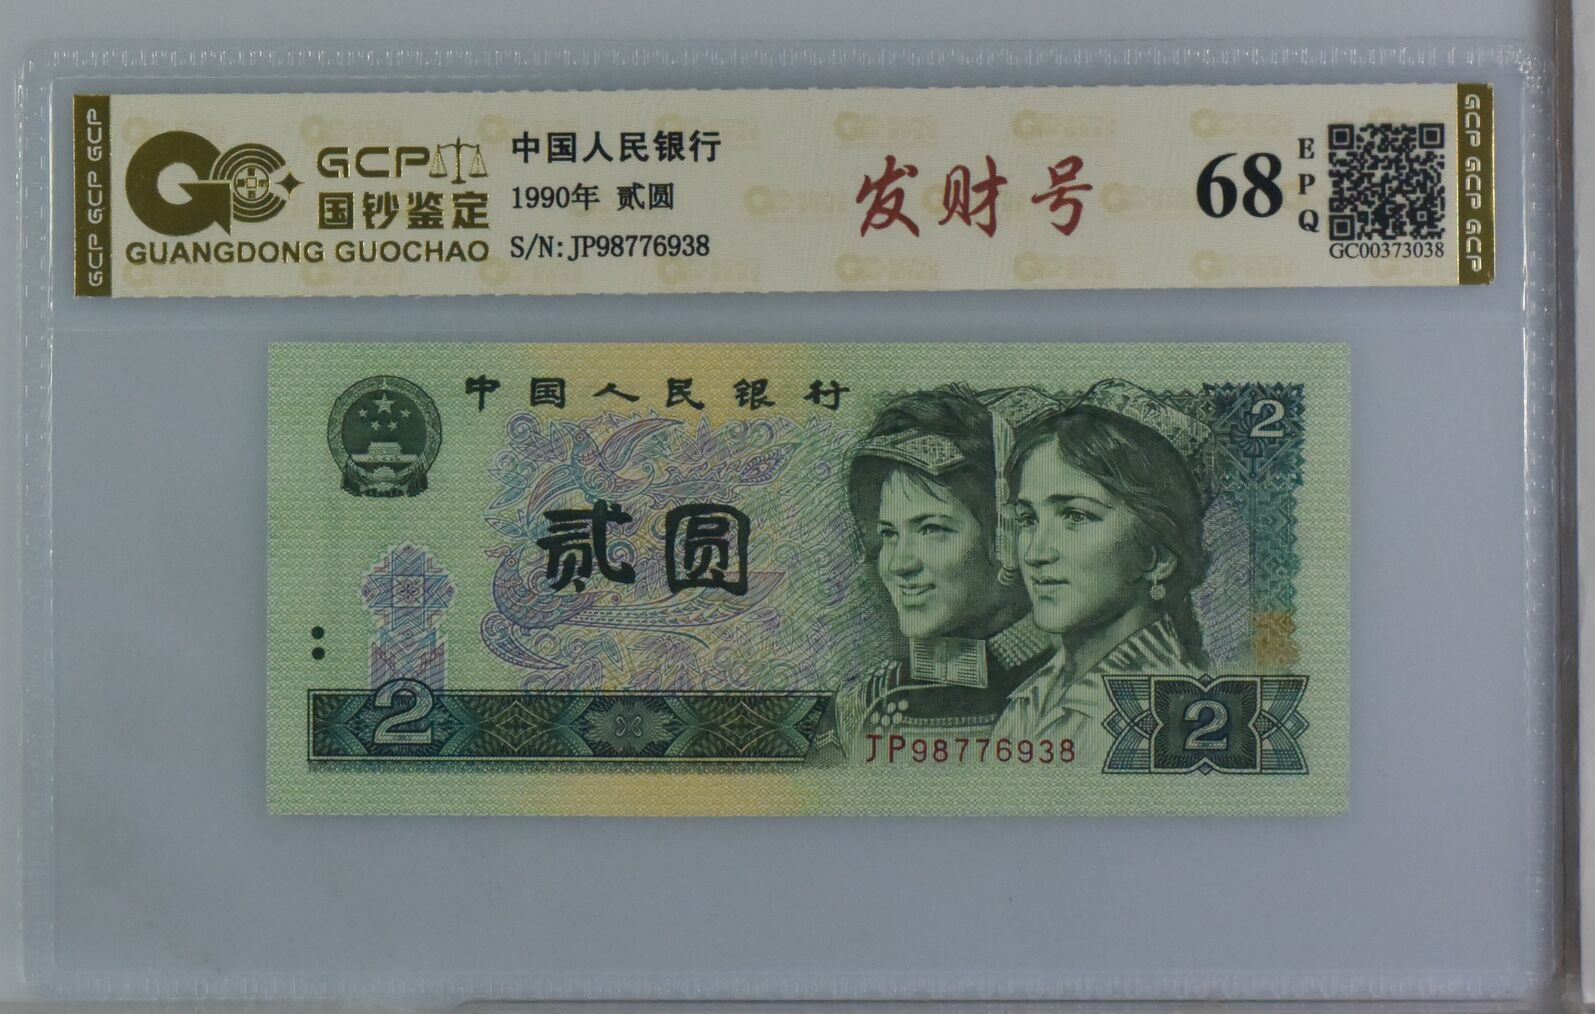 GCP GCP GCP
GCP
国钞鉴定
GUANGDONG GUOCHAO
中国人民银行
1990年 贰圆
S/N:JP98776938
发财号
68
EPQ
GC00373038
GCP GCP GCP
中国人民银行
2
贰圆
2
JP98776938
2